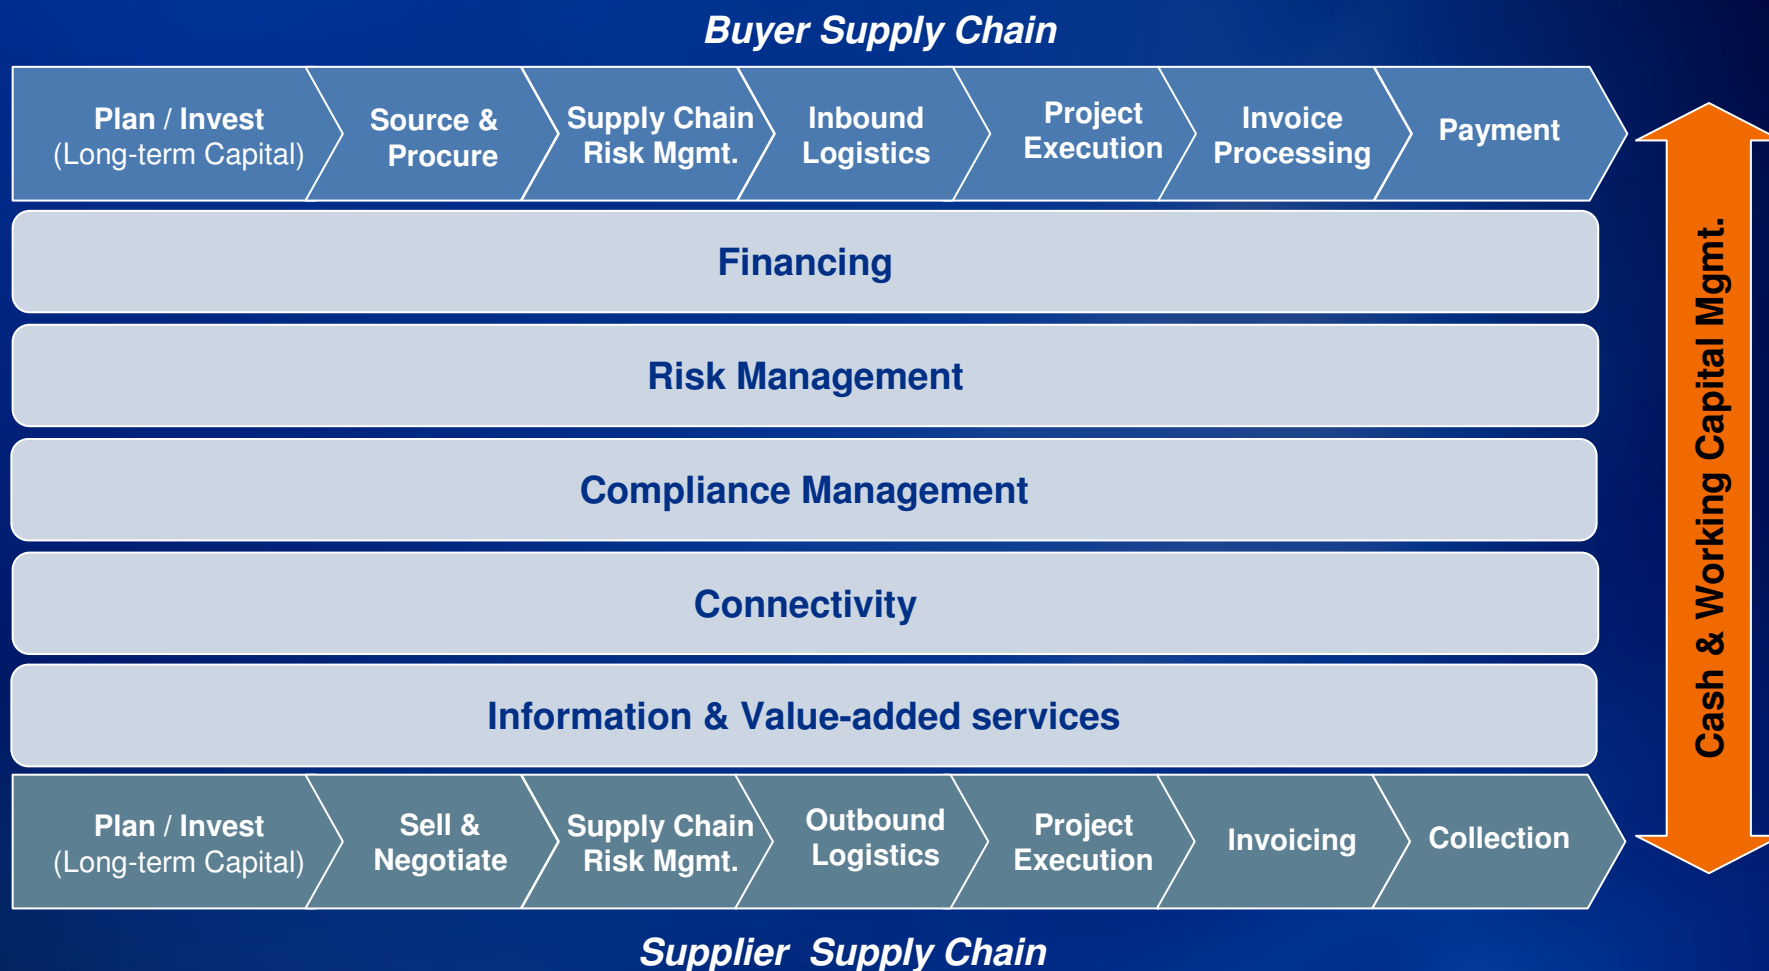 Buyer Supply Chain
Plan / Invest
(Long-term Capital)
Source &
Procure
Supply Chain
Risk Mgmt.
Inbound
Logistics
Project
Execution
Invoice
Processing
Payment
Financing
Risk Management
Compliance Management
Connectivity
Information & Value-added services
Cash & Working Capital Mgmt.
Plan / Invest
(Long-term Capital)
Sell &
Negotiate
Supply Chain
Risk Mgmt.
Outbound
Logistics
Project
Execution
Invoicing
Collection
Supplier Supply Chain